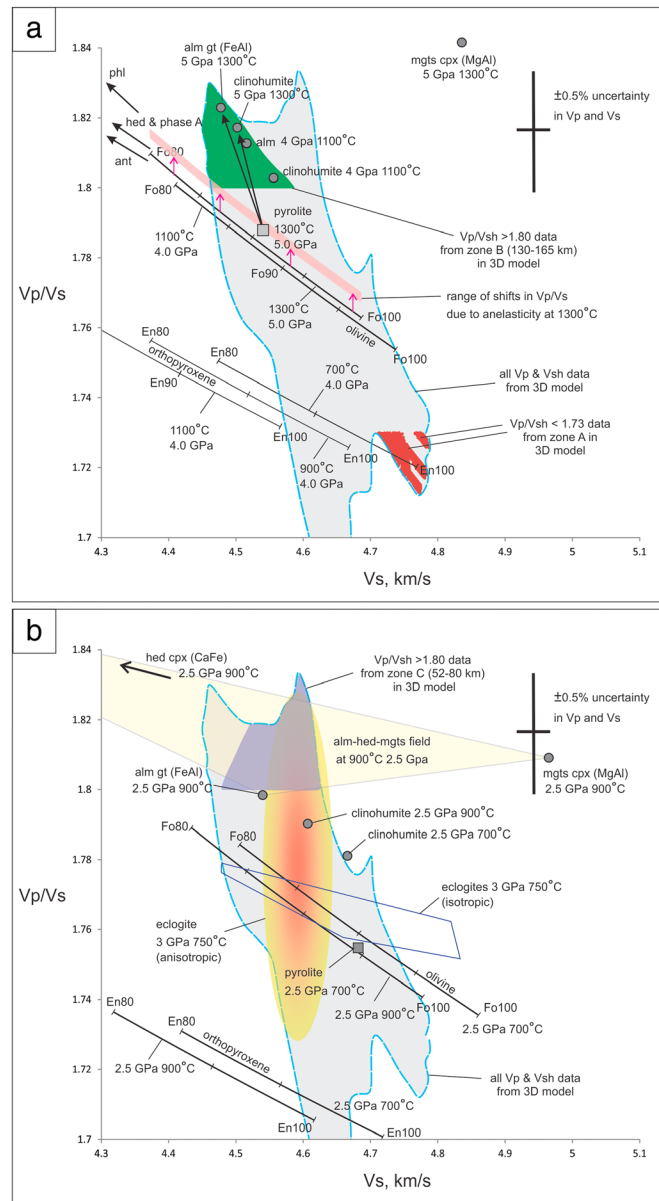 a
1.84
1.82
1.8
1.78
1.76
1.74
1.72
1.7
Vp/Vs
4.3
4.4
4.5
4.6
4.7
4.8
4.9
5
5.1
Vs, km/s
phl
hed & phase A
ant
alm gt (FeAl)
5 Gpa 1300°C
clinohumite
5 Gpa 1300°C
alm 4 Gpa 1100°C
clinohumite 4 Gpa 1100°C
mgts cpx (MgAl)
5 GPa 1300°C
±0.5% uncertainty
in Vp and Vs
Fo80
Fo80
pyrolite
1300°C
5.0 GPa
Vp/Vsh >1.80 data
from zone B (130-165 km)
in 3D model
1100°C
4.0 GPa
Fo90
range of shifts in Vp/Vs
due to anelasticity at 1300°C
1300°C
5.0 GPa
olivine
Fo100
Fo100
En80
En80
orthopyroxene
En90
700°C
4.0 GPa
all Vp & Vsh data
from 3D model
1100°C
4.0 GPa
En100
900°C
4.0 GPa
En100
En100
Vp/Vsh < 1.73 data
from zone A in
3D model
b
1.84
1.82
1.8
1.78
1.76
1.74
1.72
1.7
Vp/Vs
4.3
4.4
4.5
4.6
4.7
4.8
4.9
5
5.1
Vs, km/s
hed cpx (CaFe)
2.5 GPa 900°C
Vp/Vsh >1.80 data
from zone C (52-80 km)
in 3D model
±0.5% uncertainty
in Vp and Vs
alm-hed-mgts field
at 900°C 2.5 Gpa
mgts cpx (MgAl)
2.5 GPa 900°C
alm gt (FeAl)
2.5 GPa 900°C
clinohumite 2.5 GPa 900°C
clinohumite 2.5 GPa 700°C
Fo80
Fo80
eclogites 3 GPa 750°C
(isotropic)
eclogite
3 GPa 750°C
(anisotropic)
pyrolite
2.5 GPa 700°C
olivine
Fo100
Fo100
2.5 GPa 900°C
2.5 GPa 700°C
En80
En80
orthopyroxene
2.5 GPa 900°C
2.5 GPa 700°C
En100
En100
all Vp & Vsh data
from 3D model